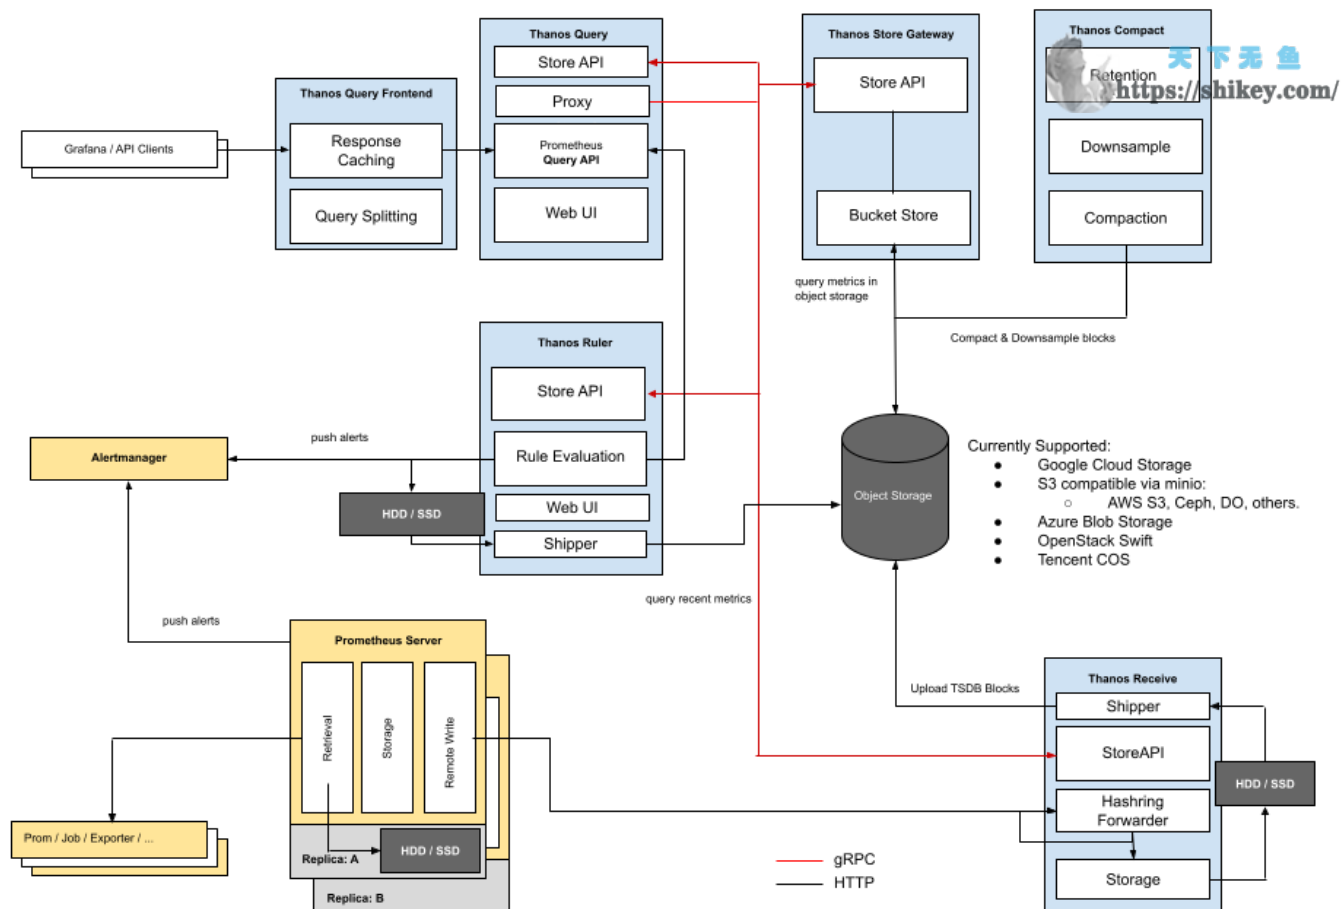 Thanos Query Frontend
Response
Caching
Query Splitting
Grafana / API Clients
Thanos Query
Store API
Proxy
Prometheus
Query API
Web UI
Thanos Store Gateway
Store API
Bucket Store
Thanos Compact
天下无鱼
Retention
https://shikey.com/
Downsample
Compaction
query metrics in
object storage
Compact & Downsample blocks
Thanos Ruler
Store API
Rule Evaluation
Web UI
Shipper
push alerts
Alertmanager
HDD / SSD
Object Storage
Currently Supported:
● Google Cloud Storage
● S3 compatible via minio:
○ AWS S3, Ceph, DO, others.
● Azure Blob Storage
● OpenStack Swift
● Tencent COS
query recent metrics
push alerts
Prometheus Server
Retrieval
Storage
Remote Write
HDD / SSD
Replica: A
Replica: B
Prom / Job / Exporter / ...
Upload TSDB Blocks
Thanos Receive
Shipper
StoreAPI
HDD / SSD
Hashring
Forwarder
Storage
gRPC
HTTP